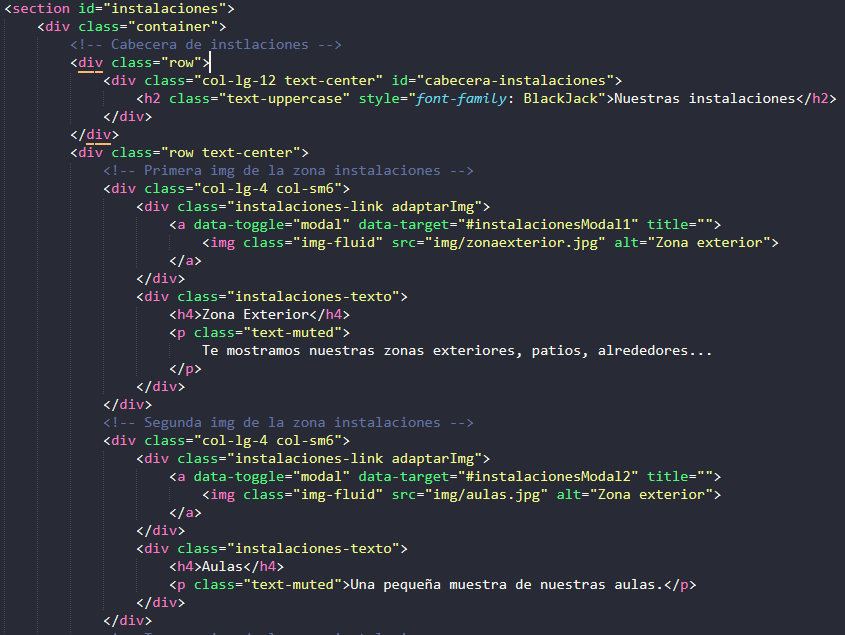 <section id="instalaciones">
<div class="container">
<!-- Cabecera de instlaciones -->
<div class="row">
<div class="col-lg-12 text-center" id="cabecera-instalaciones">
<h2 class="text-uppercase" style="font-family: BlackJack">Nuestras instalaciones</h2>
</div>
</div>
<div class="row text-center">
<!-- Primera img de la zona instalaciones -->
<div class="col-lg-4 col-sm6">
<div class="instalaciones-link adaptarImg">
<a data-toggle="modal" data-target="#instalacionesModal1" title="">
<img class="img-fluid" src="img/zonaexterior.jpg" alt="Zona exterior">
</a>
</div>
<div class="instalaciones-texto">
<h4>Zona Exterior</h4>
<p class="text-muted">
Te mostramos nuestras zonas exteriores, patios, alrededores...
</p>
</div>
</div>
<!-- Segunda img de la zona instalaciones -->
<div class="col-lg-4 col-sm6">
<div class="instalaciones-link adaptarImg">
<a data-toggle="modal" data-target="#instalacionesModal2" title="">
<img class="img-fluid" src="img/aulas.jpg" alt="Zona exterior">
</a>
</div>
<div class="instalaciones-texto">
<h4>Aulas</h4>
<p class="text-muted">Una pequeña muestra de nuestras aulas.</p>
</div>
</div>